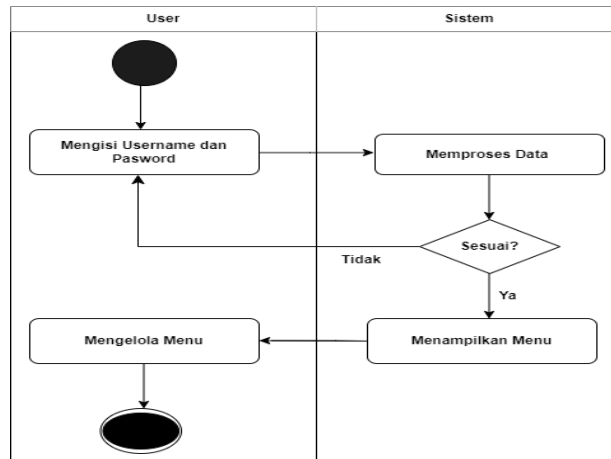 User
Sistem
Mengisi Username dan
Pasword
Memproses Data
Sesuai?
Tidak
Ya
Mengelola Menu
Menampilkan Menu